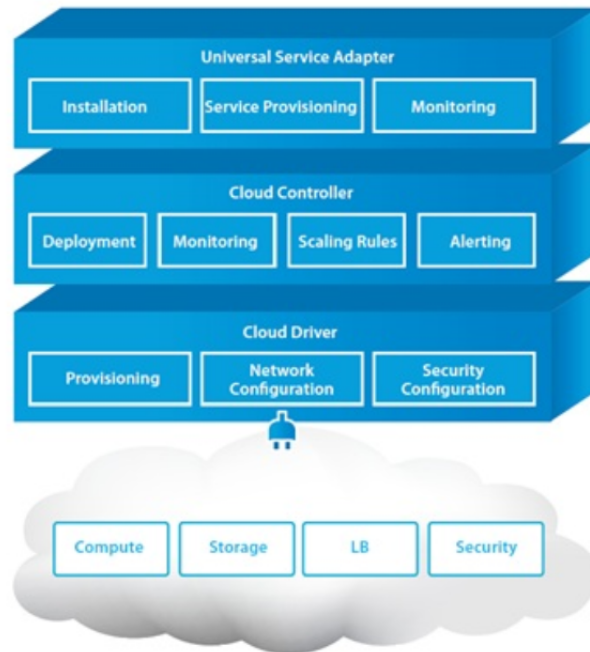 Universal Service Adapter
Installation
Service Provisioning
Monitoring
Cloud Controller
Deployment
Monitoring
Scaling Rules
Alerting
Cloud Driver
Provisioning
Network
Configuration
Security
Configuration
Compute
Storage
LB
Security